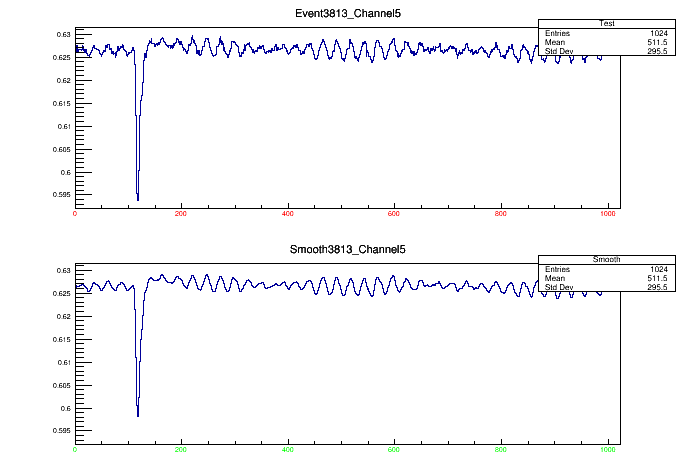 Event3813_Channel5
Test
Entries 1024
Mean 511.5
Std Dev 295.5
0.63
0.625
0.62
0.615
0.61
0.605
0.6
0.595
0 200 400 600 800 1000
Smooth3813_Channel5
Smooth
Entries 1024
Mean 511.5
Std Dev 295.5
0.63
0.625
0.62
0.615
0.61
0.605
0.6
0.595
0 200 400 600 800 1000